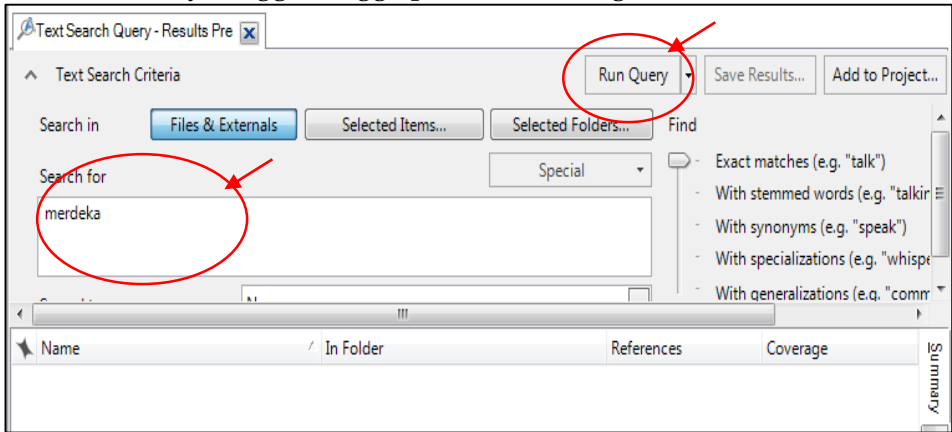 Text Search Query - Results Pre
Text Search Criteria
Run Query
Save Results...
Add to Project...
Search in
Files & Externals
Selected Items...
Selected Folders...
Find
Search for
Special
Exact matches (e.g. "talk")
merdeka
With stemmed words (e.g. "talkin
With synonyms (e.g. "speak")
With specializations (e.g. "whispe
With generalizations (e.g. "comm
Name
In Folder
References
Coverage
Summary